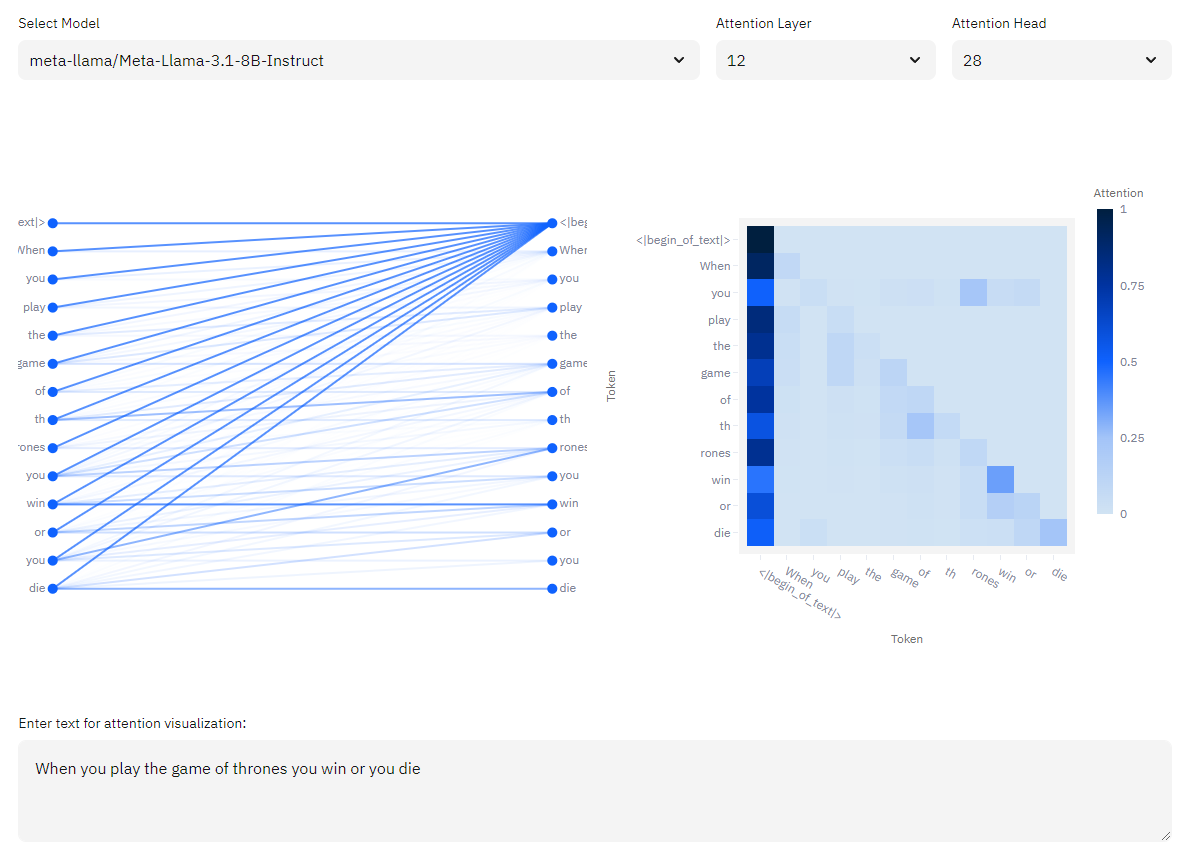 Select Model
Attention Layer
Attention Head
meta-llama/Meta-Llama-3.1-8B-Instruct
12
28
ext|>
When
you
play
the
game
of
th
rones
you
win
or
you
die
<|beg
When
you
play
the
game
of
th
rones
you
win
or
you
die
Token
<|begin_of_text|>
When
you
play
the
game
of
th
rones
win
or
die
<|begin_of_text|>
When
you
play
the
game
of
th
rones
win
or
die
Token
Attention
1
0.75
0.5
0.25
0
Enter text for attention visualization:
When you play the game of thrones you win or you die